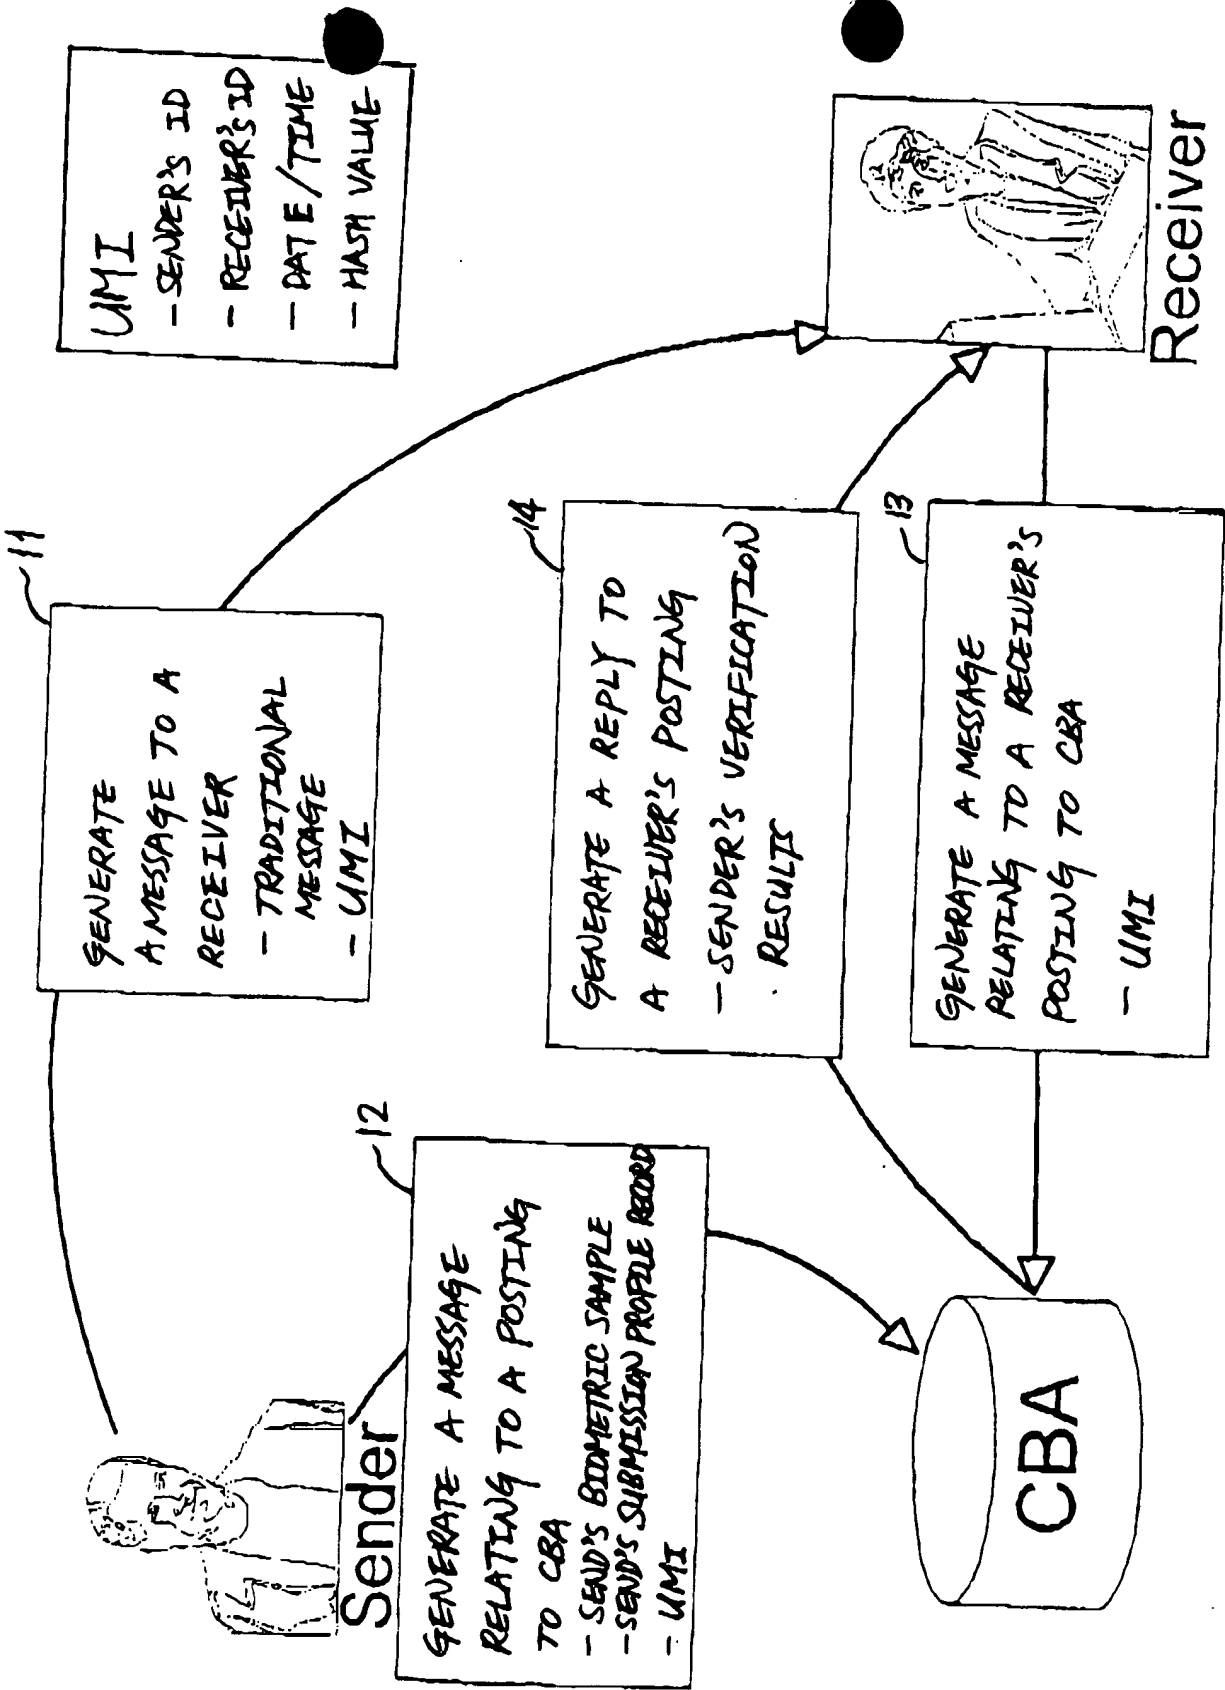 11
GENERATE
A MESSAGE TO A
RECEIVER
- TRADITIONAL
MESSAGE
- UMI
UMI
- SENDER'S ID
- RECEIVER'S ID
- DATE/TIME
- HASH VALUE
Sender
12
GENERATE A MESSAGE
RELATING TO A POSTING
TO CBA
- SEND'S BIOMETRIC SAMPLE
- SEND'S SUBMISSION PROFILE RECORD
- UMI
14
GENERATE A REPLY TO
A RECEIVER'S POSTING
- SENDER'S VERIFICATION
RESULTS
13
GENERATE A MESSAGE
RELATING TO A RECEIVER'S
POSTING TO CBA
- UMI
CBA
Receiver